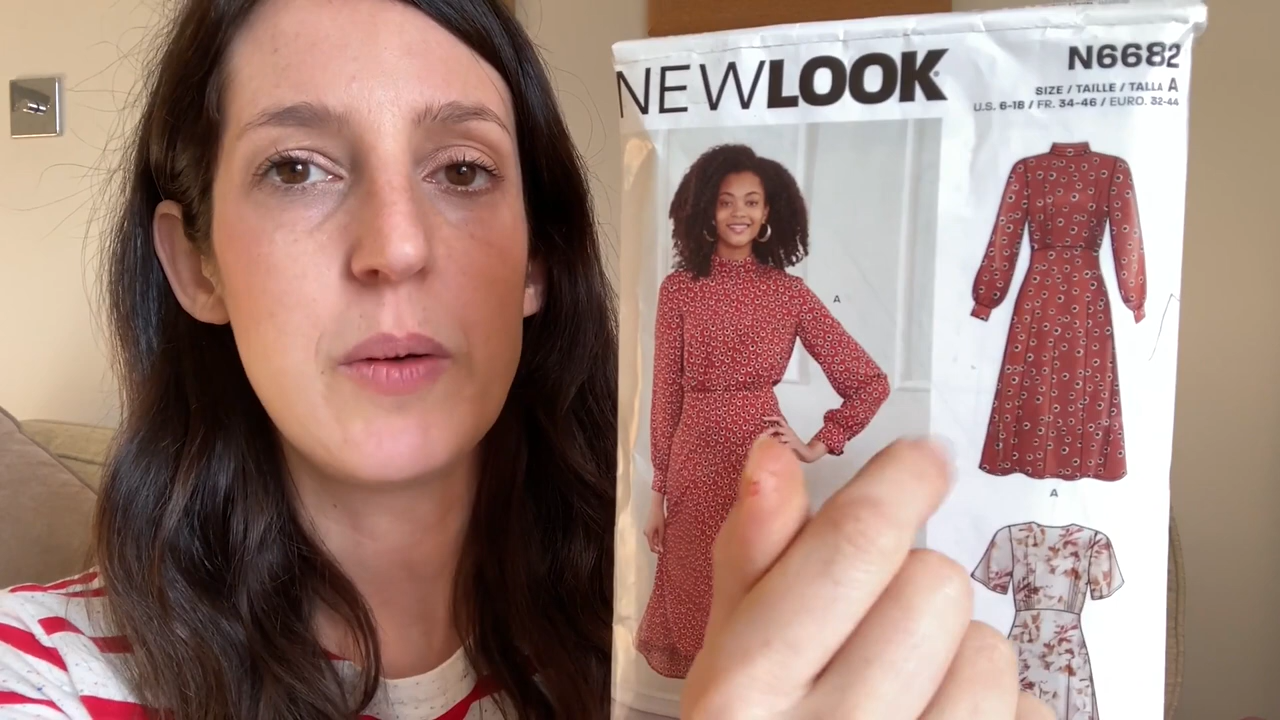 NEWLOOK
N6682
SIZE / TAILLE / TALLA A
U.S. 6-18 / FR. 34-46 / EURO. 32-44
A
A